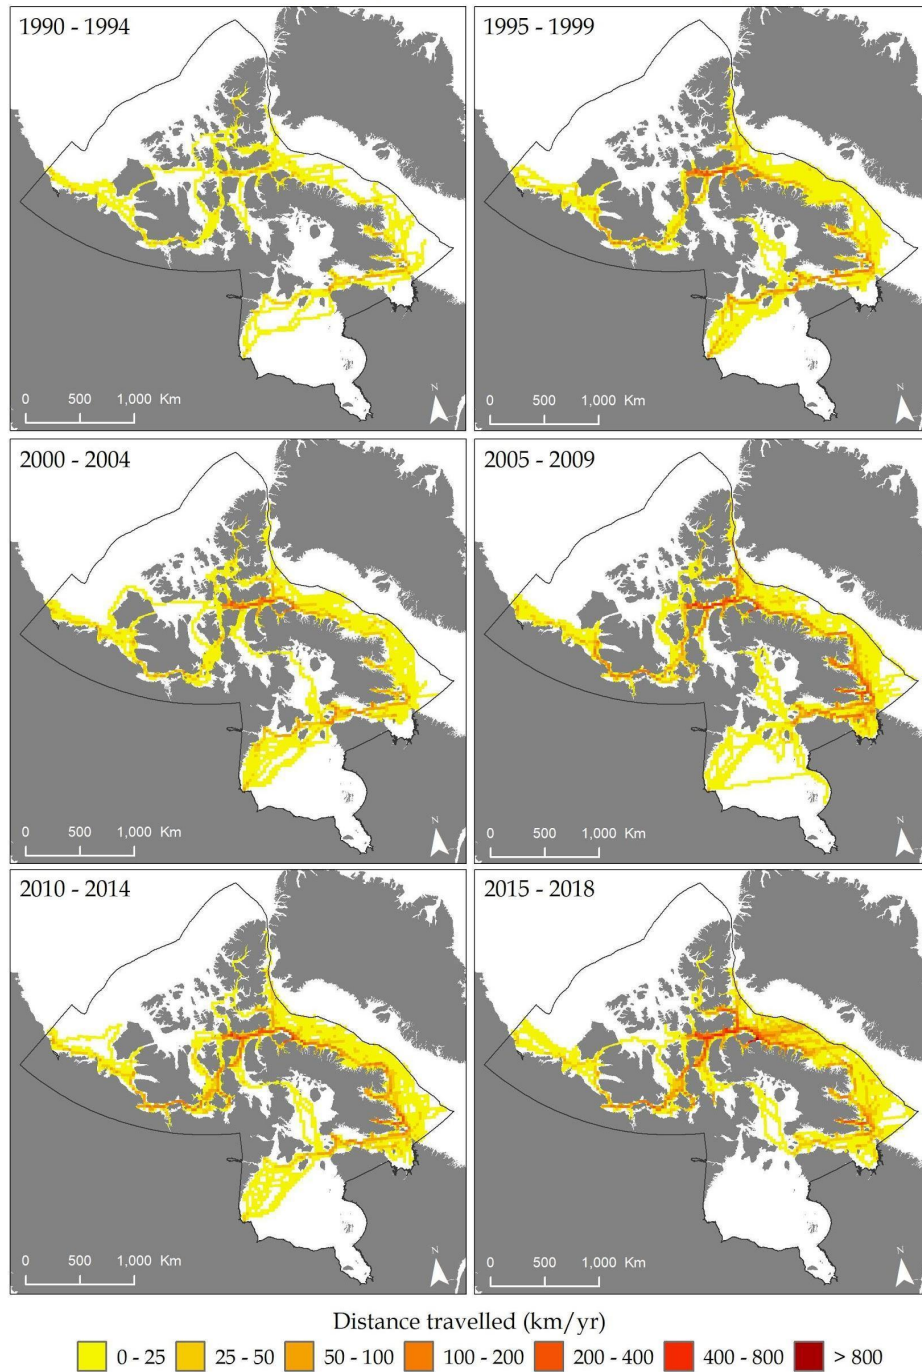 1990 - 1994
1995 - 1999
N
N
0 500 1,000 Km
0 500 1,000 Km
2000 - 2004
2005 - 2009
N
N
0 500 1,000 Km
0 500 1,000 Km
2010 - 2014
2015 - 2018
N
N
0 500 1,000 Km
0 500 1,000 Km
Distance travelled (km/yr)
0 - 25 25 - 50 50 - 100 100 - 200 200 - 400 400 - 800 > 800